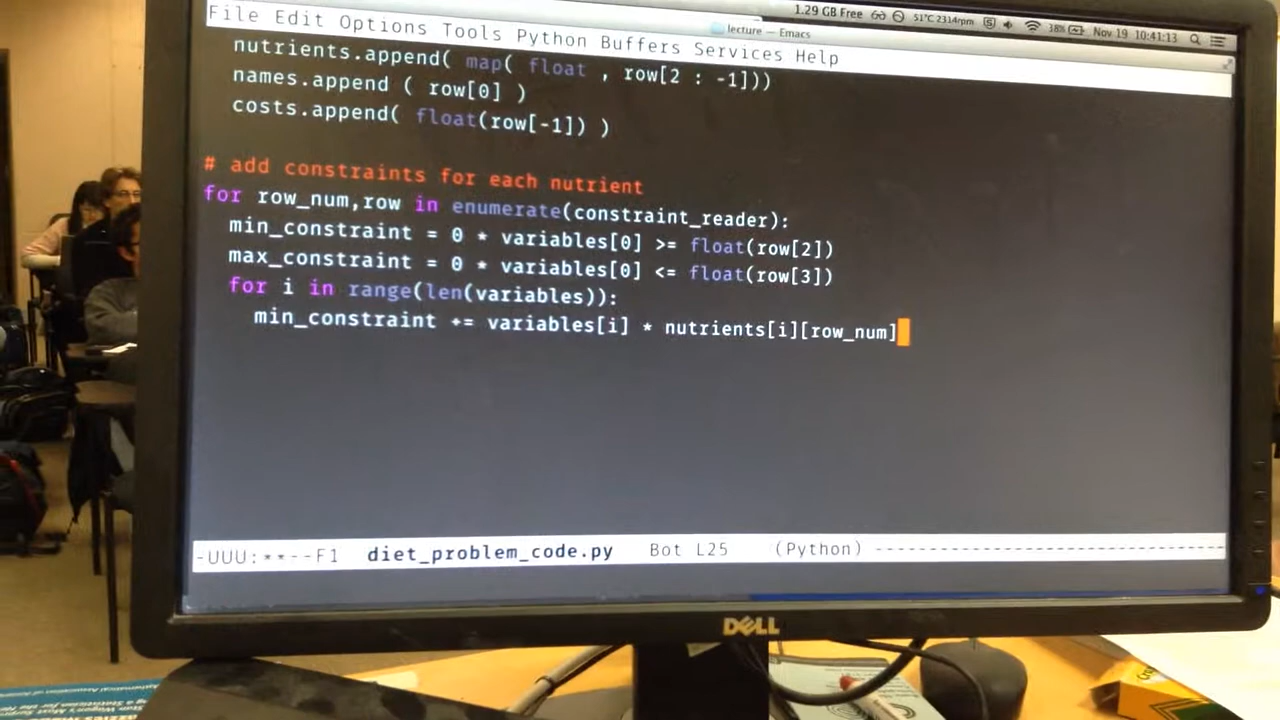 1.29 GB Free 51°C 2314rpm 38% Nov 19 10:41:13
lecture — Emacs
File Edit Options Tools Python Buffers Services Help
nutrients.append( map( float , row[2 : -1]))
names.append ( row[0] )
costs.append( float(row[-1]) )
# add constraints for each nutrient
for row_num,row in enumerate(constraint_reader):
min_constraint = 0 * variables[0] >= float(row[2])
max_constraint = 0 * variables[0] <= float(row[3])
for i in range(len(variables)):
min_constraint += variables[i] * nutrients[i][row_num]
-UUU:**--F1 diet_problem_code.py Bot L25 (Python) ----------------------------------------
DELL